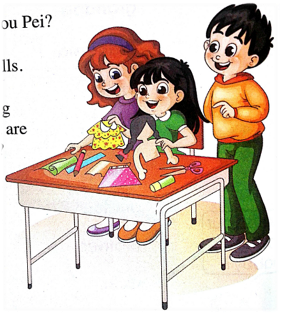 ou Pei?
lls.
g
are